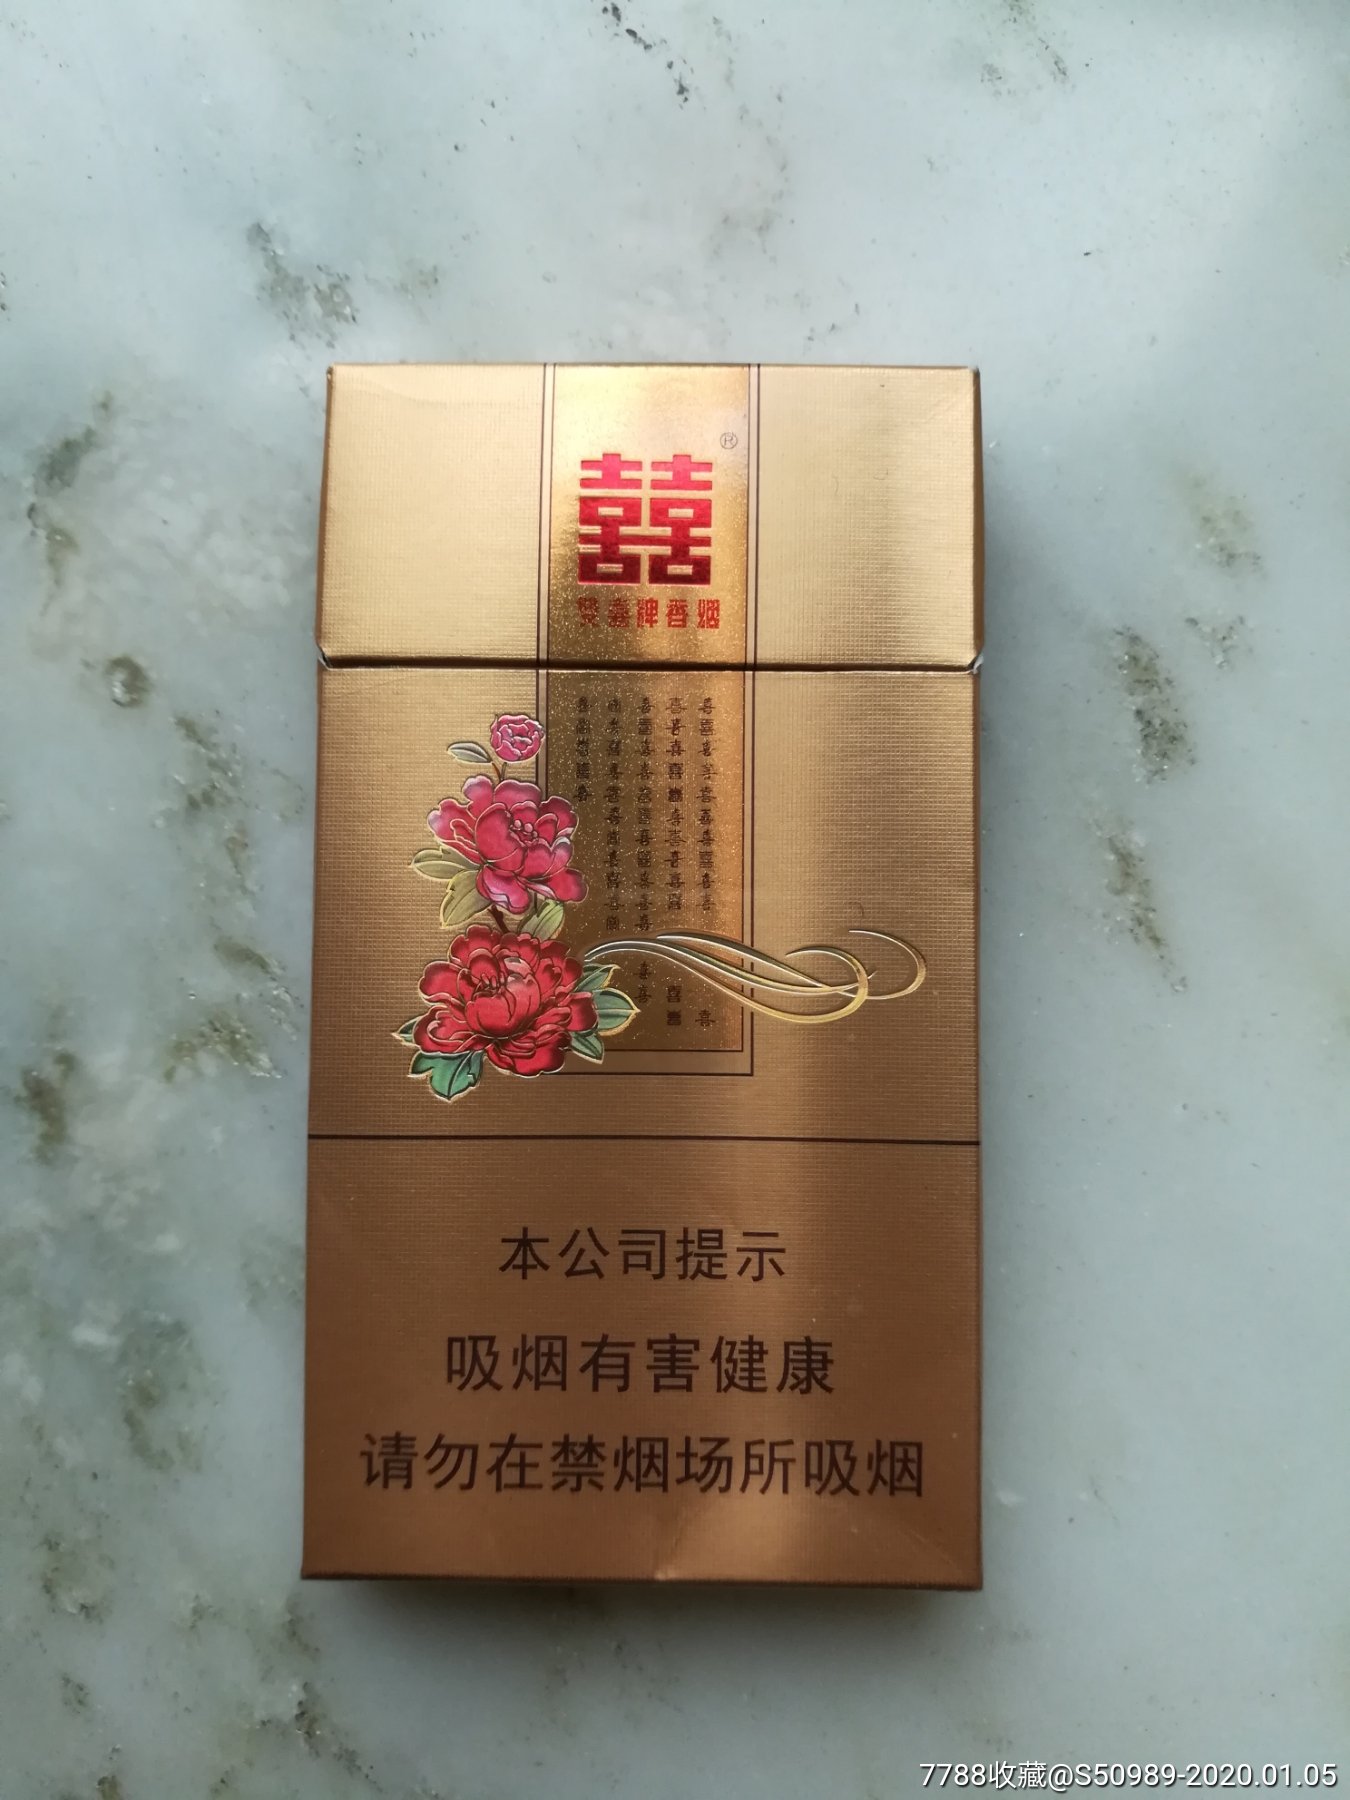 ®
囍
雙喜牌香烟
本公司提示
吸烟有害健康
请勿在禁烟场所吸烟
7788收藏@S50989-2020.01.05